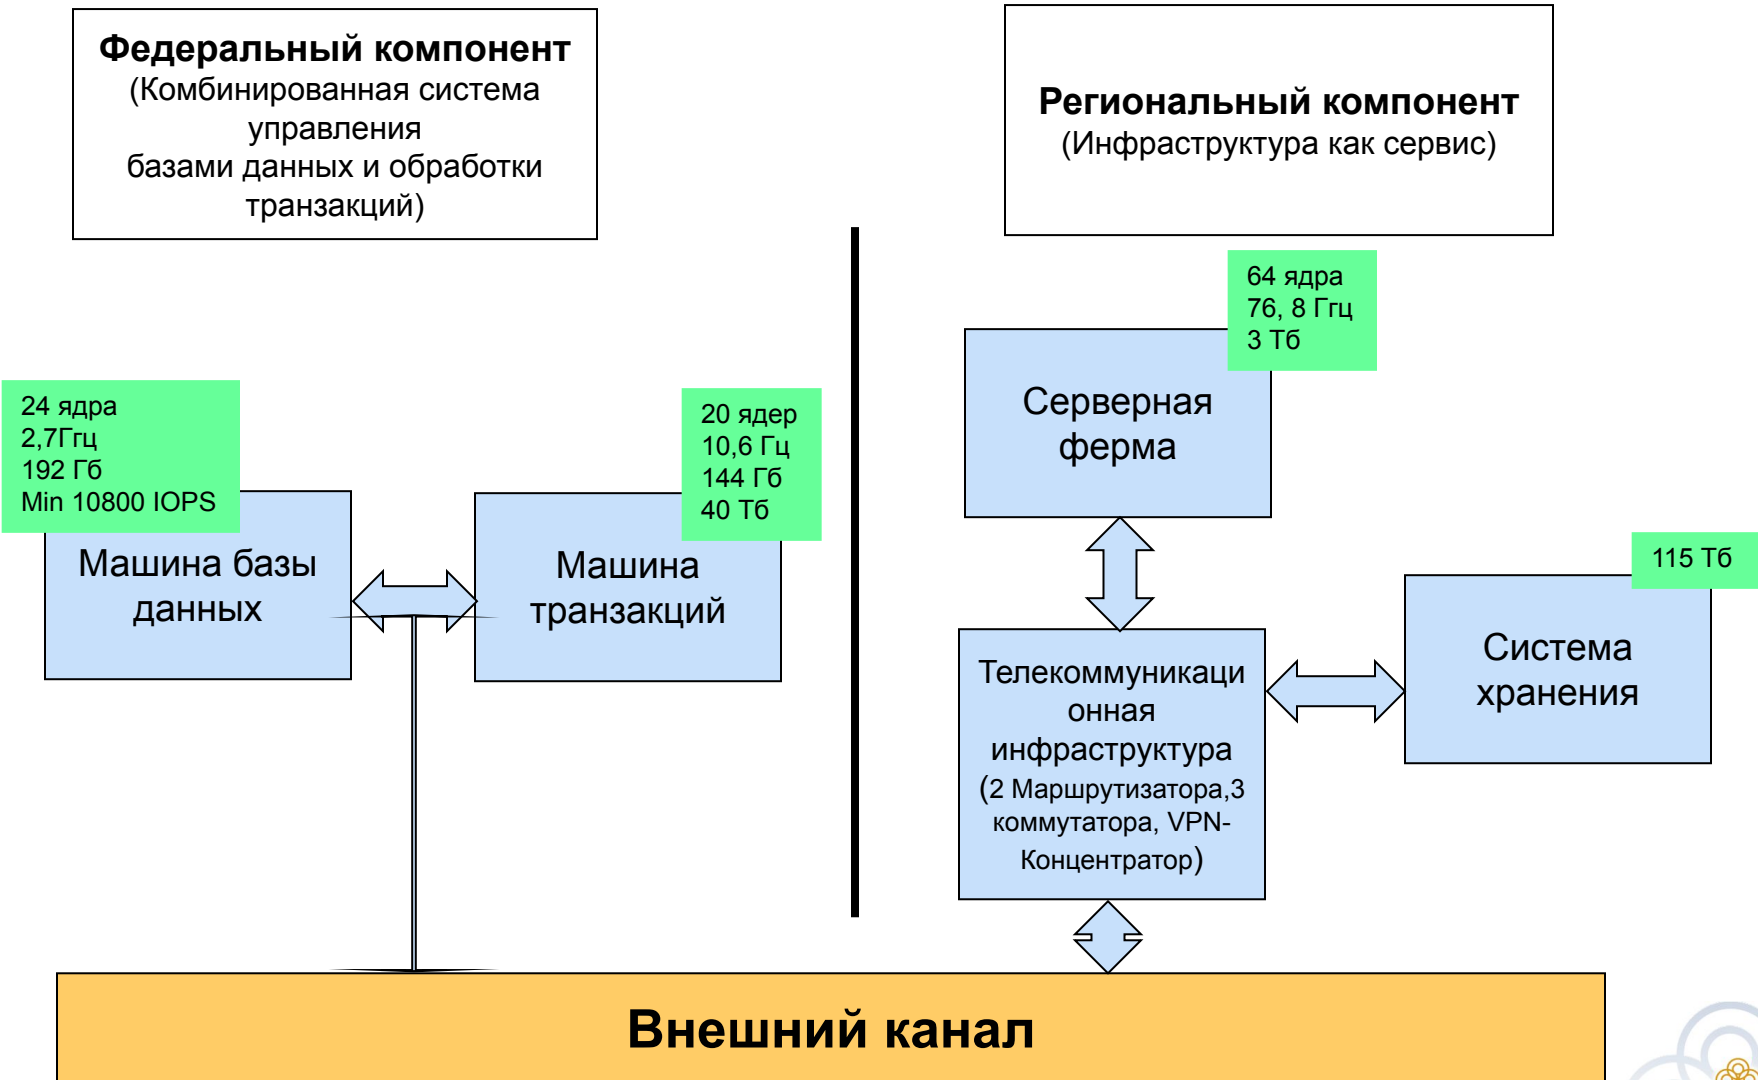 Федеральный компонент
(Комбинированная система
управления
базами данных и обработки
транзакций)
Региональный компонент
(Инфраструктура как сервис)
24 ядра
2,7Ггц
192 Гб
Min 10800 IOPS
Машина базы
данных
20 ядер
10,6 Гц
144 Гб
40 Тб
Машина
транзакций
64 ядра
76, 8 Ггц
3 Тб
Серверная
ферма
Телекоммуникаци
онная
инфраструктура
(2 Маршрутизатора,3
коммутатора, VPN-
Концентратор)
115 Тб
Система
хранения
Внешний канал